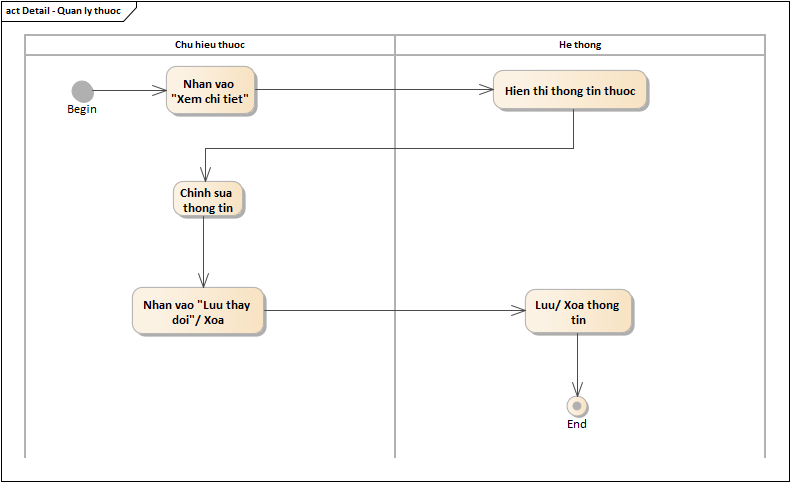 act Detail - Quan ly thuoc
Chu hieu thuoc
He thong
Begin
Nhan vao
"Xem chi tiet"
Hien thi thong tin thuoc
Chinh sua
thong tin
Nhan vao "Luu thay
doi"/ Xoa
Luu/ Xoa thong
tin
End